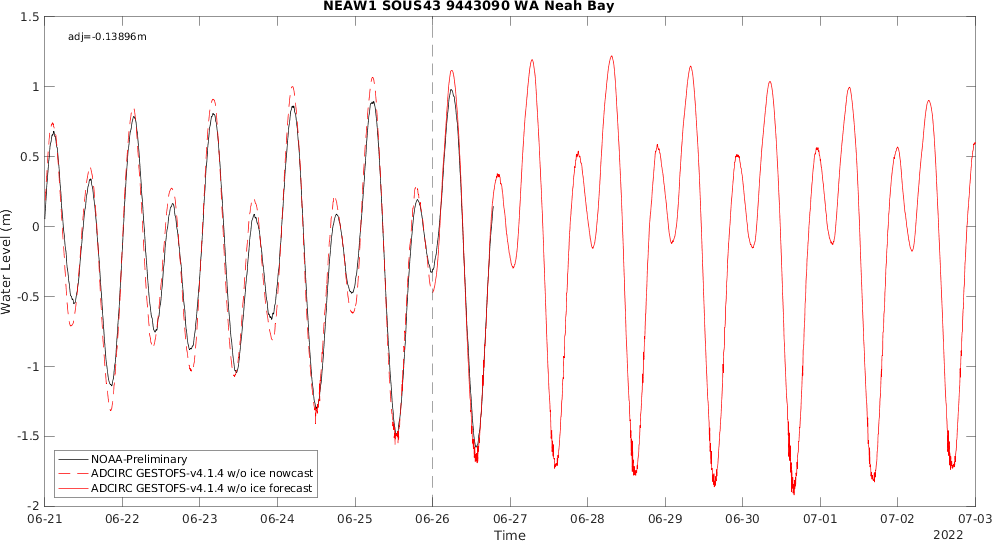 NEAW1 SOUS43 9443090 WA Neah Bay
adj=-0.13896m
1.5
1
0.5
0
-0.5
-1
-1.5
-2
Water Level (m)
NOAA-Preliminary
ADCIRC GESTOFS-v4.1.4 w/o ice nowcast
ADCIRC GESTOFS-v4.1.4 w/o ice forecast
06-21 06-22 06-23 06-24 06-25 06-26 06-27 06-28 06-29 06-30 07-01 07-02 07-03
Time
2022